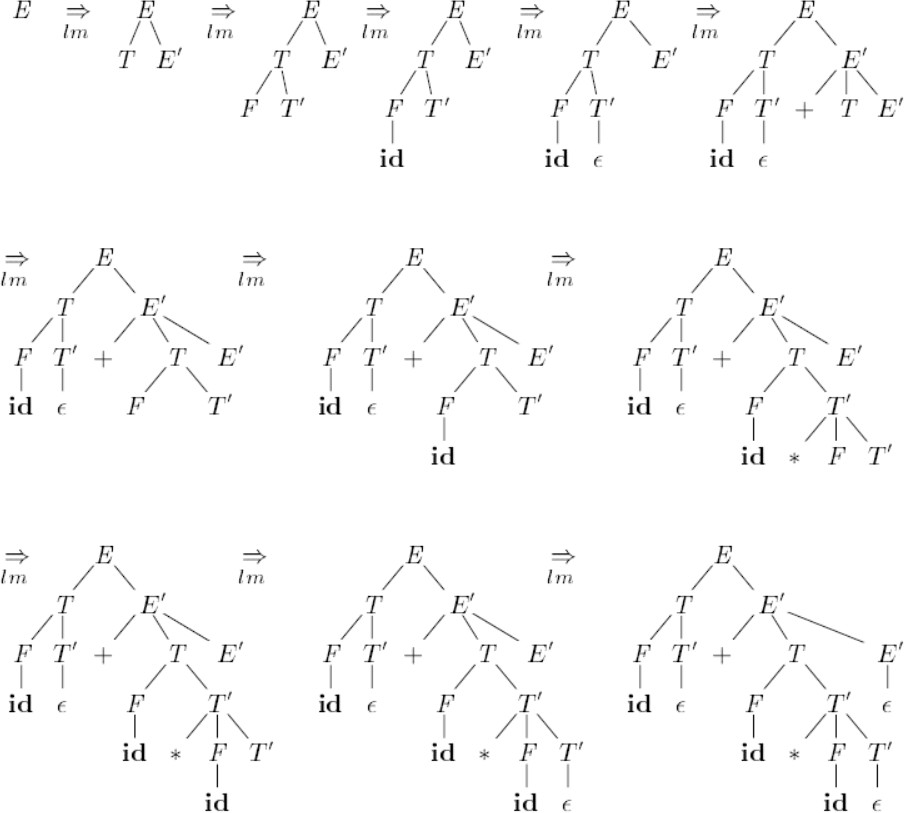 E ⇒ E ⇒ E ⇒ E ⇒ E ⇒ E
lm lm lm lm lm
T E′ T E′ T E′ T E′ T E′
F T′ F T′ F T′ F T′ + T E′
id id ϵ id ϵ
⇒ E ⇒ E ⇒ E
lm lm lm
T E′ T E′ T E′
F T′ + T E′ F T′ + T E′ F T′ + T E′
id ϵ F T′ id ϵ F T′ id ϵ F T′
id id * F T′
⇒ E ⇒ E ⇒ E
lm lm lm
T E′ T E′ T E′
F T′ + T E′ F T′ + T E′ F T′ + T E′
id ϵ F T′ id ϵ F T′ id ϵ F T′ ϵ
id * F T′ id * F T′ id * F T′
id id ϵ id ϵ